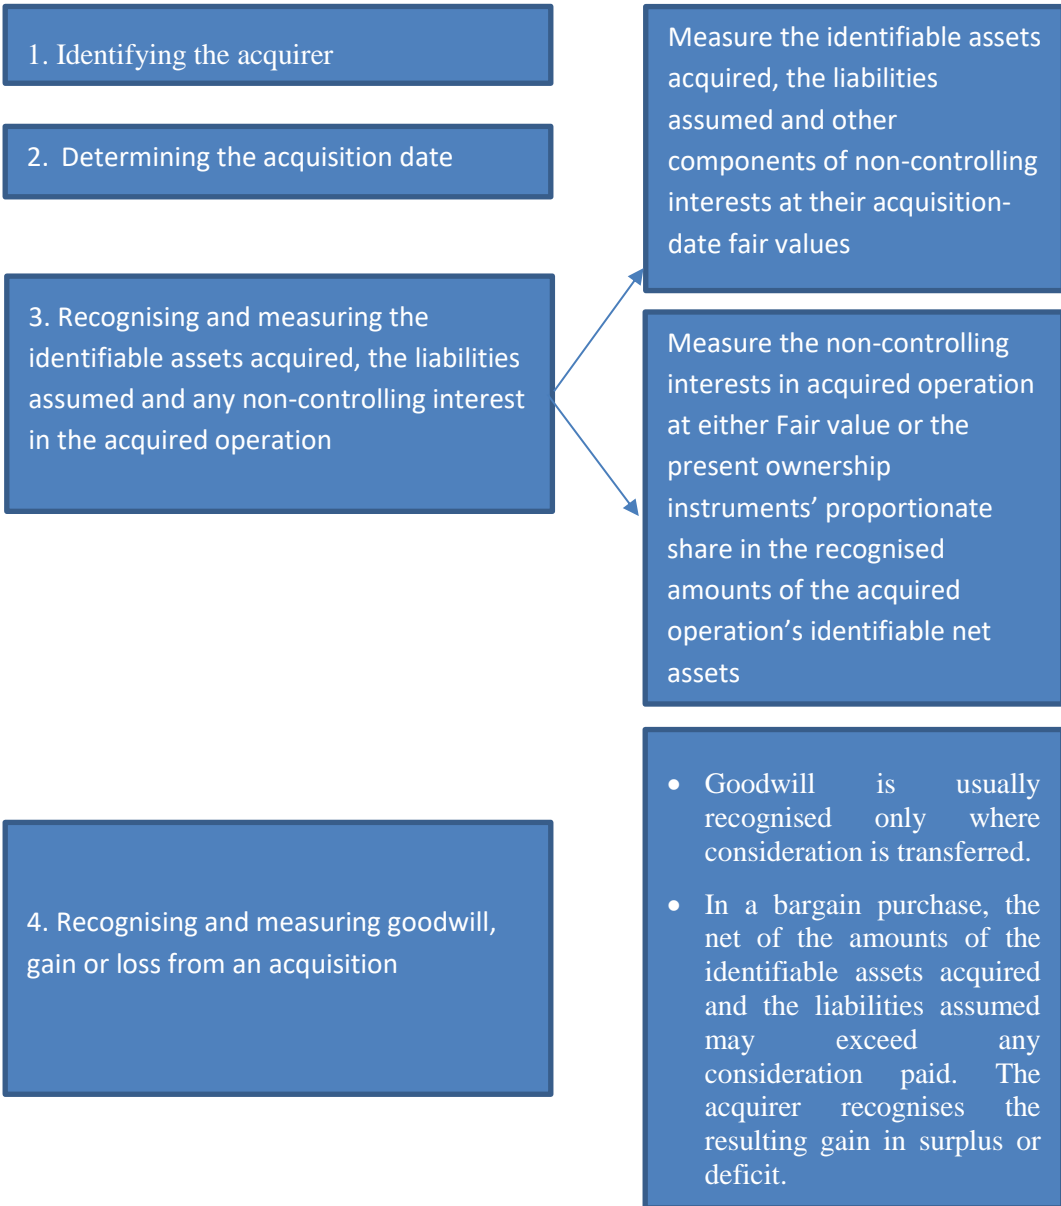 1. Identifying the acquirer
2. Determining the acquisition date
3. Recognising and measuring the
identifiable assets acquired, the liabilities
assumed and any non-controlling interest
in the acquired operation
Measure the identifiable assets
acquired, the liabilities
assumed and other
components of non-controlling
interests at their acquisition-
date fair values
Measure the non-controlling
interests in acquired operation
at either Fair value or the
present ownership
instruments’ proportionate
share in the recognised
amounts of the acquired
operation’s identifiable net
assets
4. Recognising and measuring goodwill,
gain or loss from an acquisition
• Goodwill is usually
recognised only where
consideration is transferred.
• In a bargain purchase, the
net of the amounts of the
identifiable assets acquired
and the liabilities assumed
may exceed any
consideration paid. The
acquirer recognises the
resulting gain in surplus or
deficit.